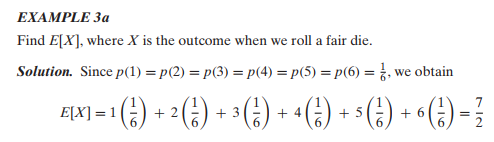 EXAMPLE 3a
Find E[X], where X is the outcome when we roll a fair die.
Solution. Since p(1) = p(2) = p(3) = p(4) = p(5) = p(6) = 1/6, we obtain
E[X] = 1(1/6) + 2(1/6) + 3(1/6) + 4(1/6) + 5(1/6) + 6(1/6) = 7/2